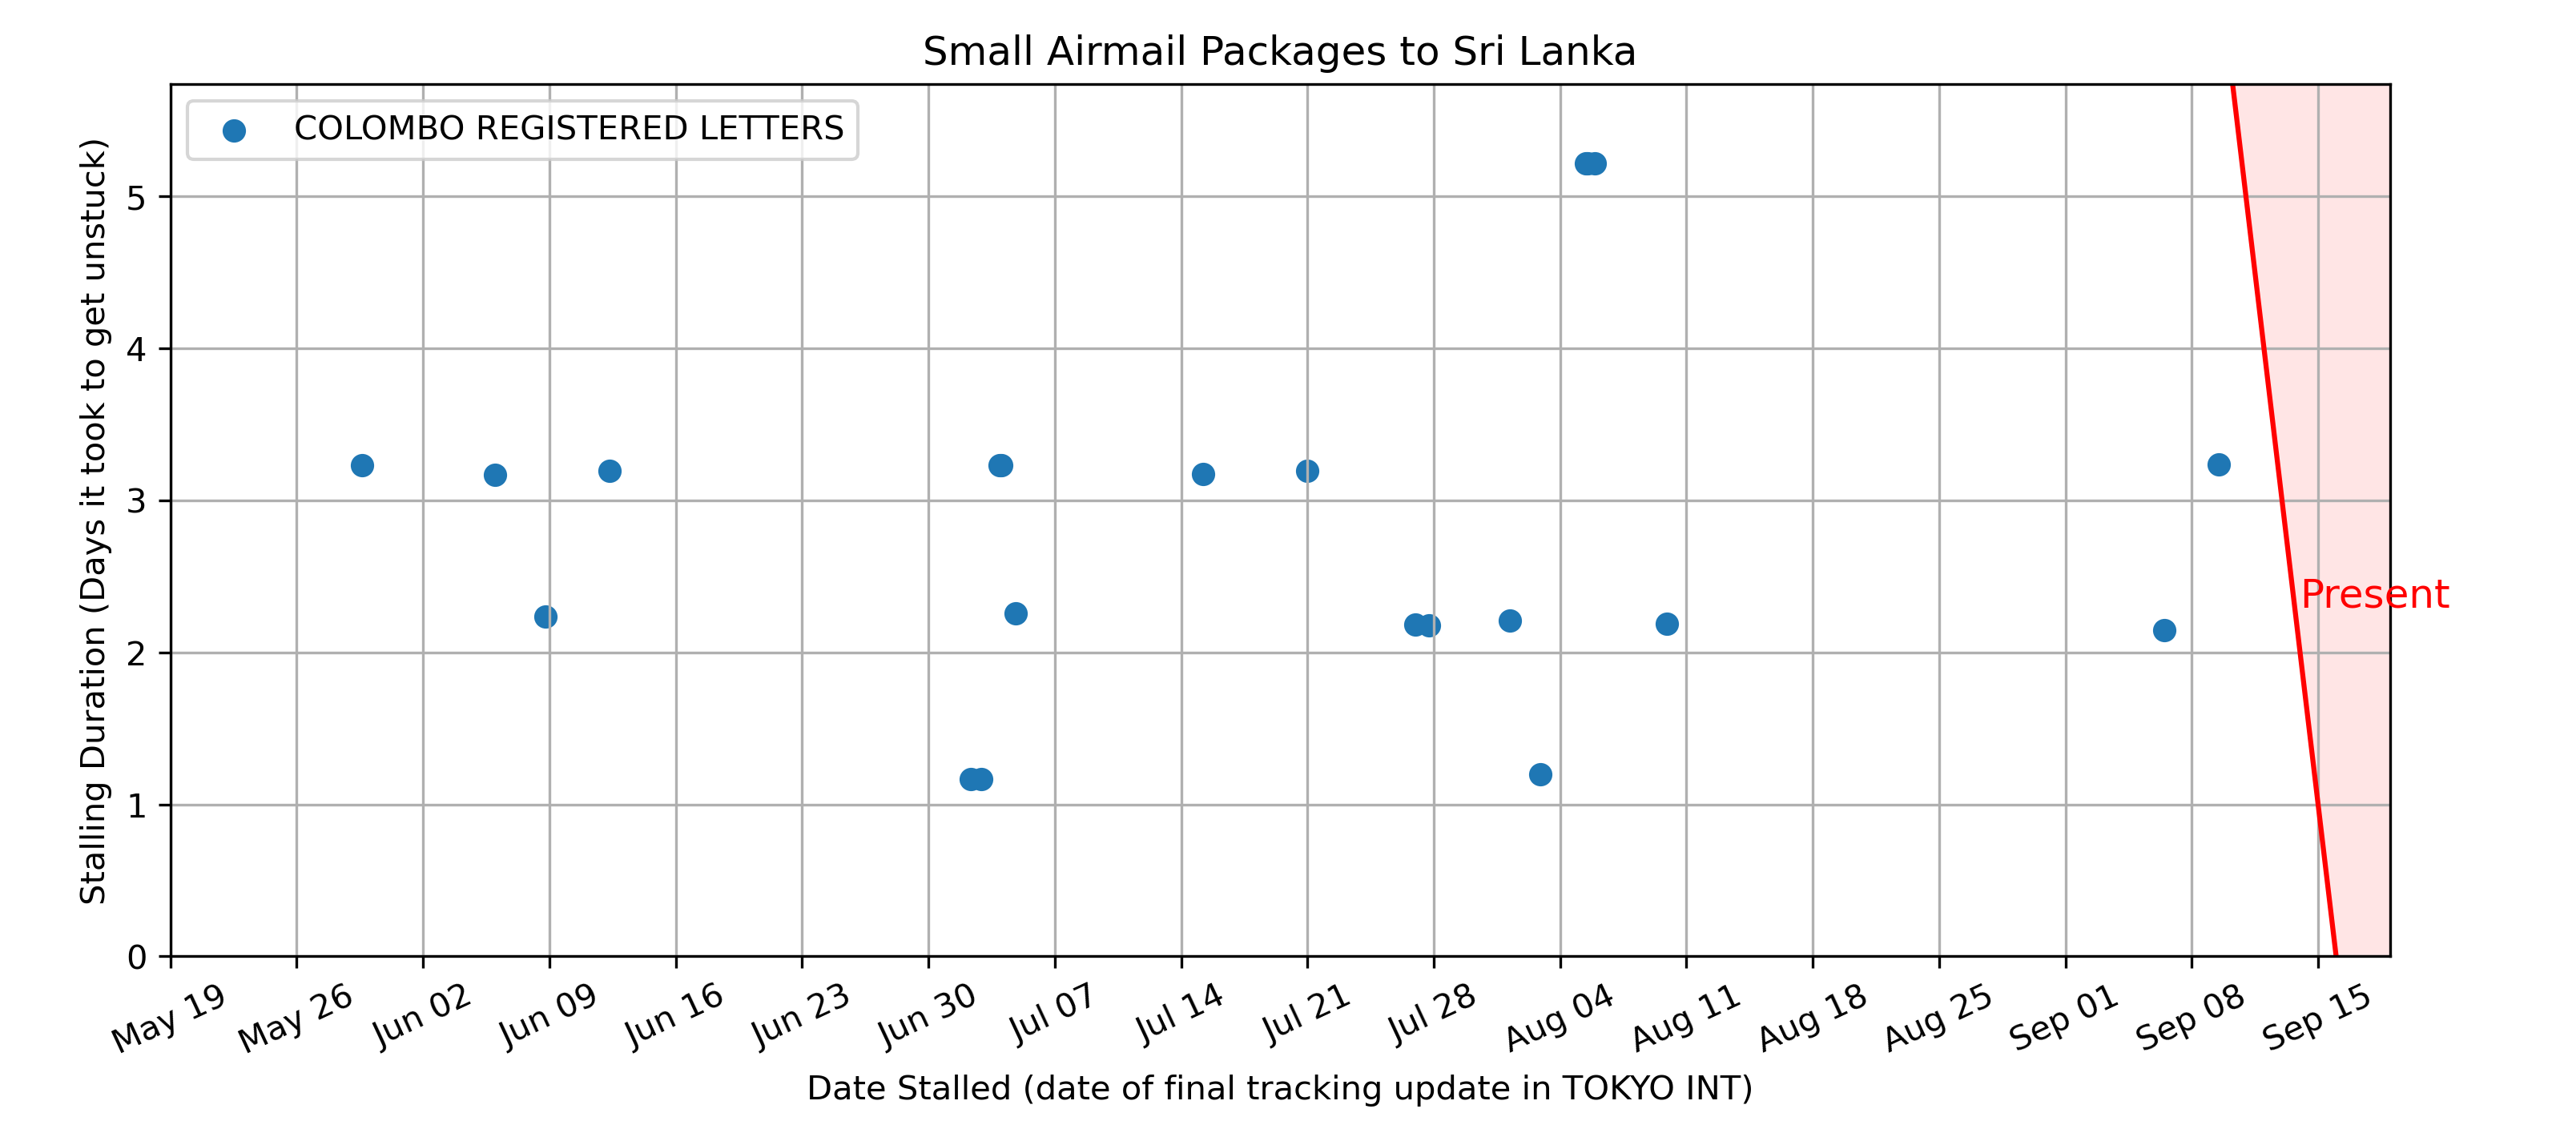 Small Airmail Packages to Sri Lanka
COLOMBO REGISTERED LETTERS
Stalling Duration (Days it took to get unstuck)
5
4
3
2
1
0
Present
May 19
May 26
Jun 02
Jun 09
Jun 16
Jun 23
Jun 30
Jul 07
Jul 14
Jul 21
Jul 28
Aug 04
Aug 11
Aug 18
Aug 25
Sep 01
Sep 08
Sep 15
Date Stalled (date of final tracking update in TOKYO INT)